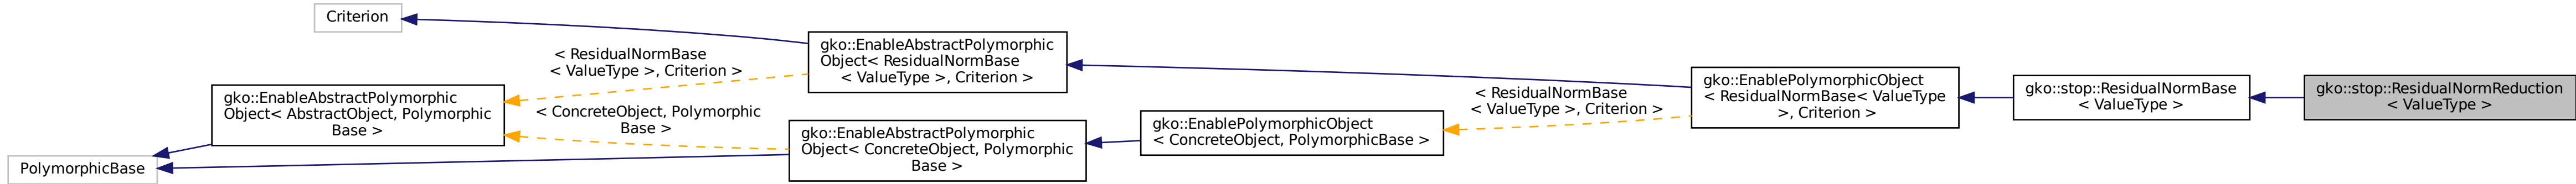 Criterion
gko::EnableAbstractPolymorphic
Object< ResidualNormBase
< ValueType >, Criterion >
< ResidualNormBase
< ValueType >, Criterion >
gko::EnablePolymorphicObject
< ResidualNormBase< ValueType
>, Criterion >
gko::stop::ResidualNormBase
< ValueType >
gko::stop::ResidualNormReduction
< ValueType >
gko::EnableAbstractPolymorphic
Object< AbstractObject, Polymorphic
Base >
< ConcreteObject, Polymorphic
Base >
< ResidualNormBase
< ValueType >, Criterion >
gko::EnablePolymorphicObject
< ConcreteObject, PolymorphicBase >
gko::EnableAbstractPolymorphic
Object< ConcreteObject, Polymorphic
Base >
PolymorphicBase